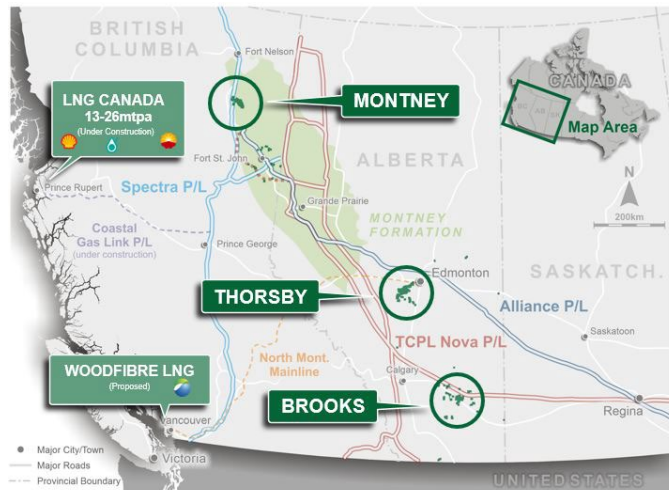 BRITISH
COLUMBIA
Fort Nelson
LNG CANADA
13-26mtpa
(Under Construction)
MONTNEY
CANADA
BC
AB
SK
Map Area
N
200km
Fort St. John
ALBERTA
Prince Rupert
Spectra P/L
Grande Prairie
MONTNEY
FORMATION
Coastal
Gas Link P/L
(under construction)
Prince George
SASKATCH.
THORSBY
Edmonton
Alliance P/L
TCPL Nova P/L
Saskatoon
WOODFIBRE LNG
(Proposed)
North Mont.
Mainline
Calgary
BROOKS
Regina
Vancouver
Victoria
Major City/Town
Major Roads
Provincial Boundary
UNITED STATES